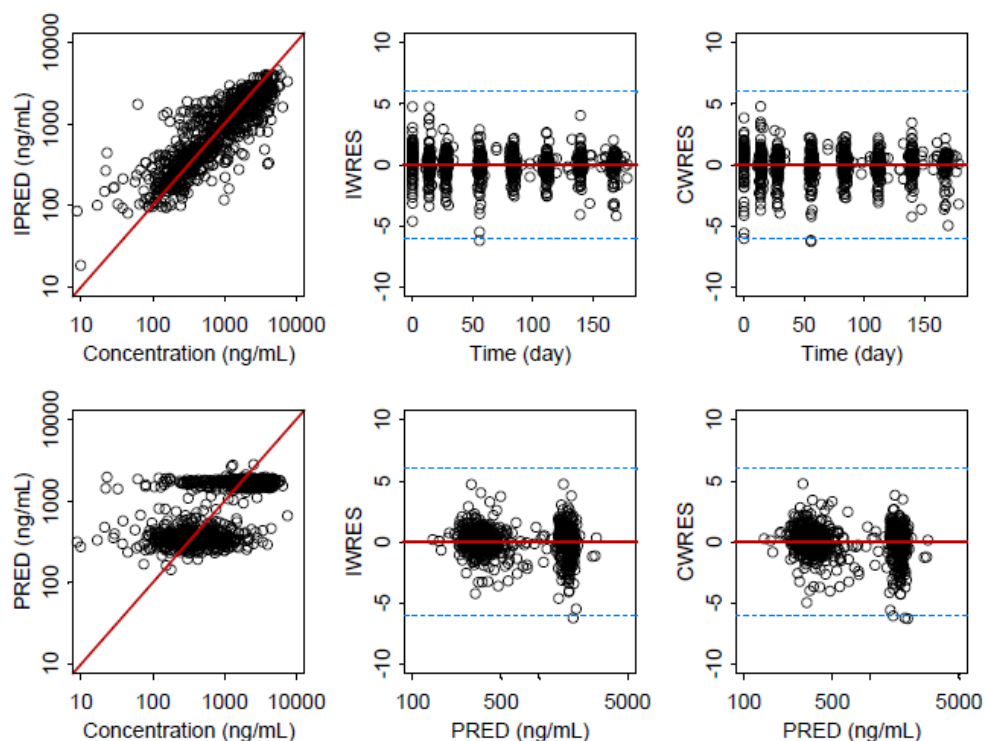 IPRED (ng/mL)
10000
1000
100
10
10 100 1000 10000
Concentration (ng/mL)
IWRES
10
5
0
-5
-10
0 50 100 150
Time (day)
CWRES
10
5
0
-5
-10
0 50 100 150
Time (day)
PRED (ng/mL)
10000
1000
100
10
10 100 1000 10000
Concentration (ng/mL)
IWRES
10
5
0
-5
-10
100 500 5000
PRED (ng/mL)
CWRES
10
5
0
-5
-10
100 500 5000
PRED (ng/mL)